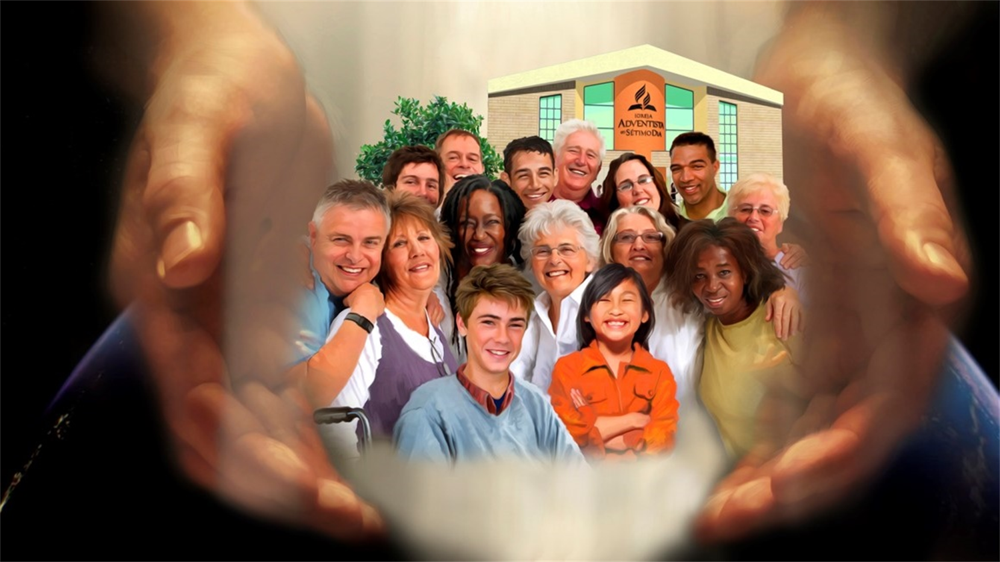 IGREJA
ADVENTISTA
DO SÉTIMO DIA